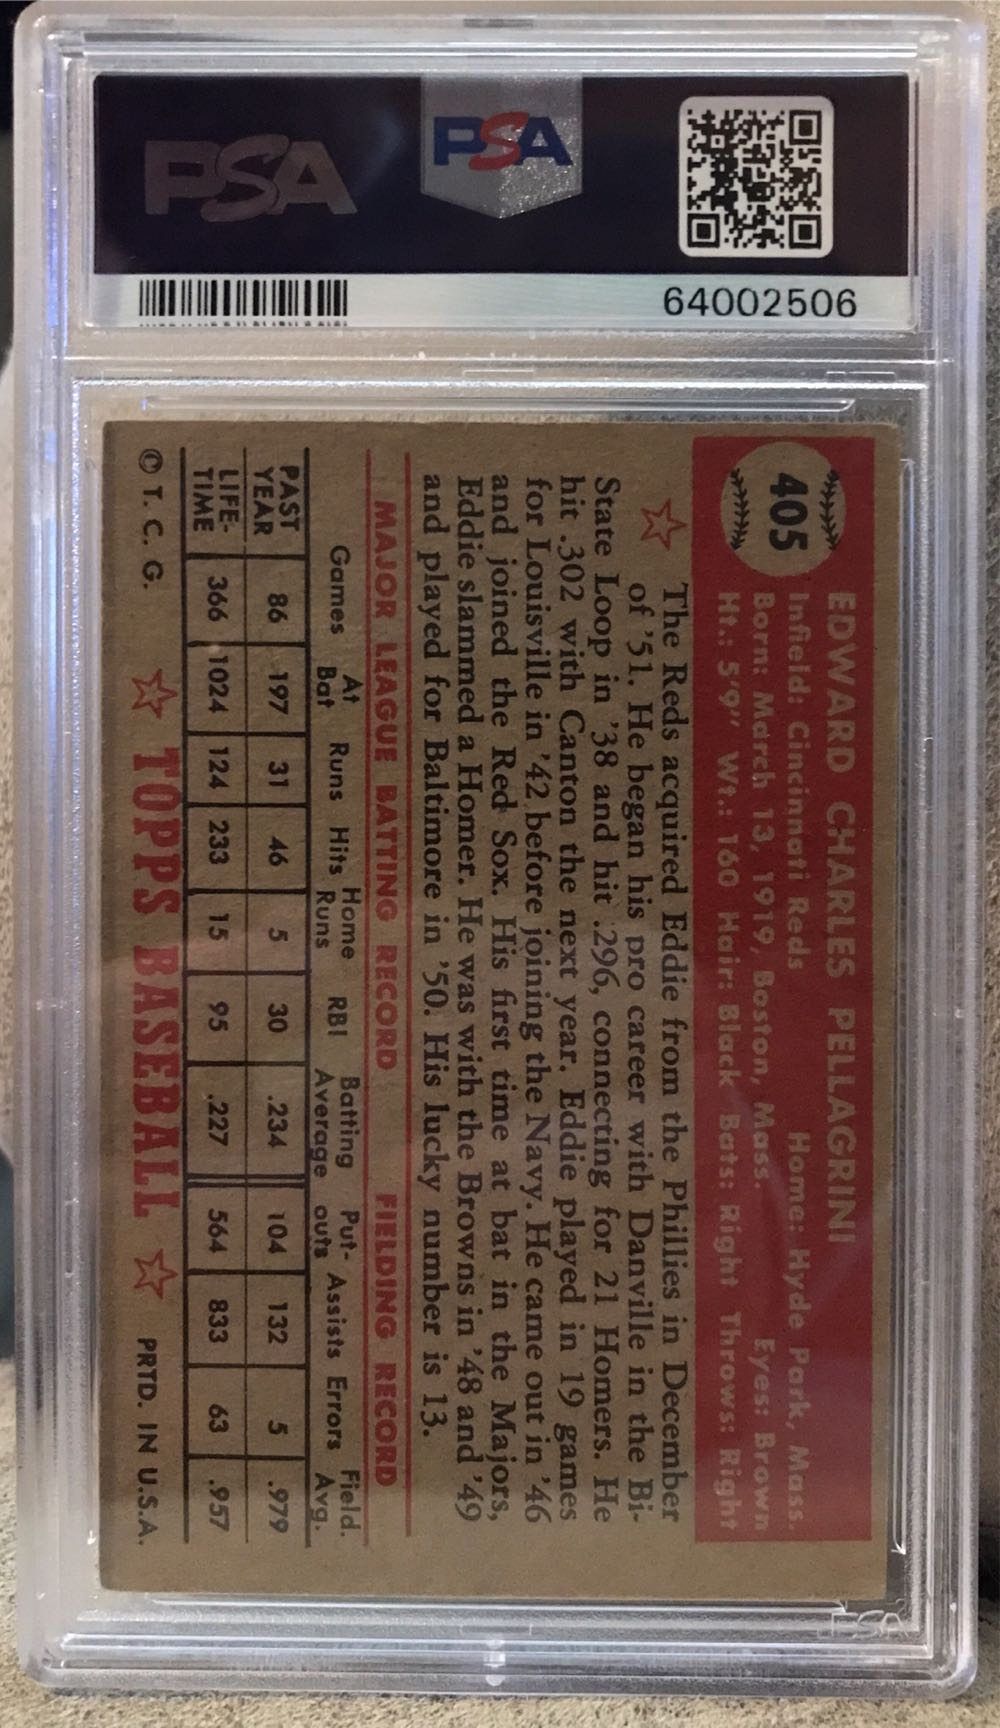 PSA
PSA
64002506
405
EDWARD CHARLES PELLAGRINI
Infield: Cincinnati Reds Home: Hyde Park, Mass.
Born: March 13, 1919, Boston, Mass. Eyes: Brown
Ht.: 5'9" Wt.: 160 Hair: Black Bats: Right Throws: Right
The Reds acquired Eddie from the Phillies in December
of '51. He began his pro career with Danville in the Bi-
State Loop in '38 and hit .296, connecting for 21 Homers. He
hit .302 with Canton the next year. Eddie played in 19 games
for Louisville in '42 before joining the Navy. He came out in '46
and joined the Red Sox. His first time at bat in the Majors,
Eddie slammed a Homer. He was with the Browns in '48 and '49
and played for Baltimore in '50. His lucky number is 13.
MAJOR LEAGUE BATTING RECORD FIELDING RECORD
Games At Bat Runs Hits Home Runs RBI Batting Average Put-outs Assists Errors Field. Avg.
PAST YEAR 86 197 31 46 5 30 .234 104 132 5 .979
LIFE-TIME 366 1024 124 233 15 95 .227 564 833 63 .957
© T. C. G. TOPPS BASEBALL PRTD. IN U.S.A.
PSA